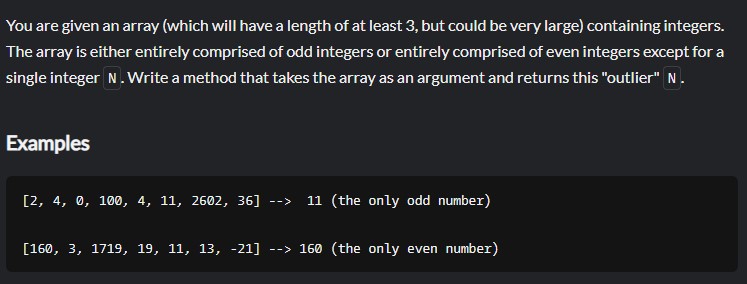 You are given an array (which will have a length of at least 3, but could be very large) containing integers.
The array is either entirely comprised of odd integers or entirely comprised of even integers except for a
single integer N. Write a method that takes the array as an argument and returns this "outlier" N.
Examples
[2, 4, 0, 100, 4, 11, 2602, 36] -->  11 (the only odd number)
[160, 3, 1719, 19, 11, 13, -21] --> 160 (the only even number)